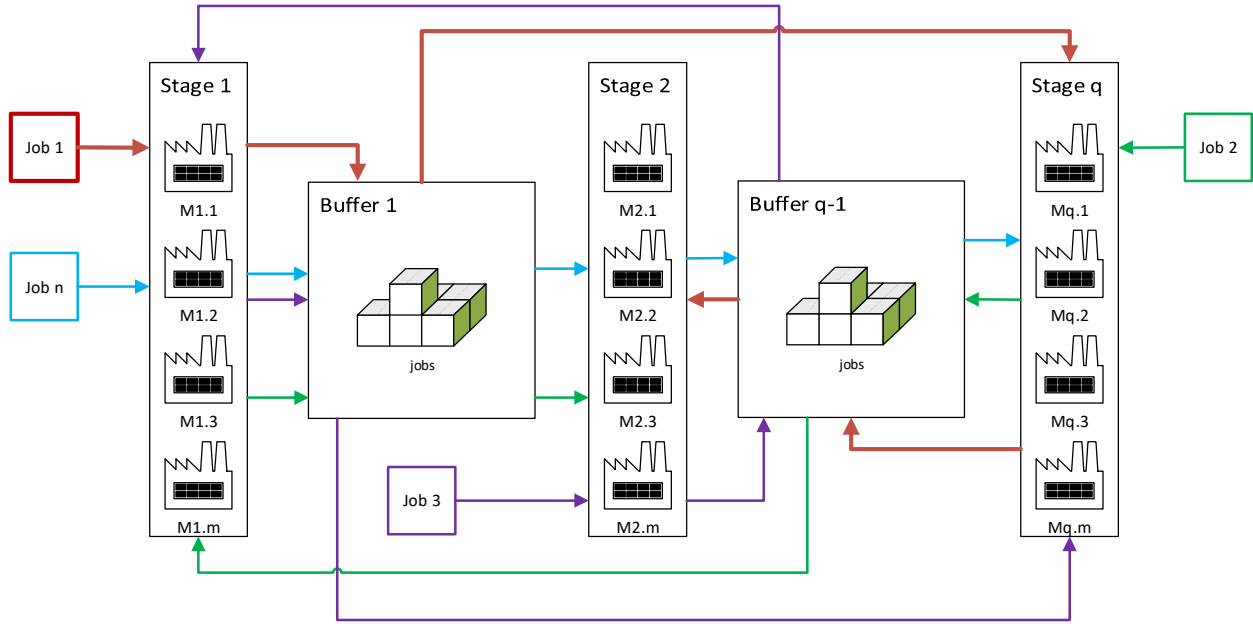 Stage 1
Stage 2
Stage q
Job 1
Job 2
Buffer 1
Buffer q-1
M1.1
M2.1
Mq.1
Job n
M1.2
M2.2
Mq.2
jobs
jobs
M1.3
M2.3
Mq.3
Job 3
M1.m
M2.m
Mq.m